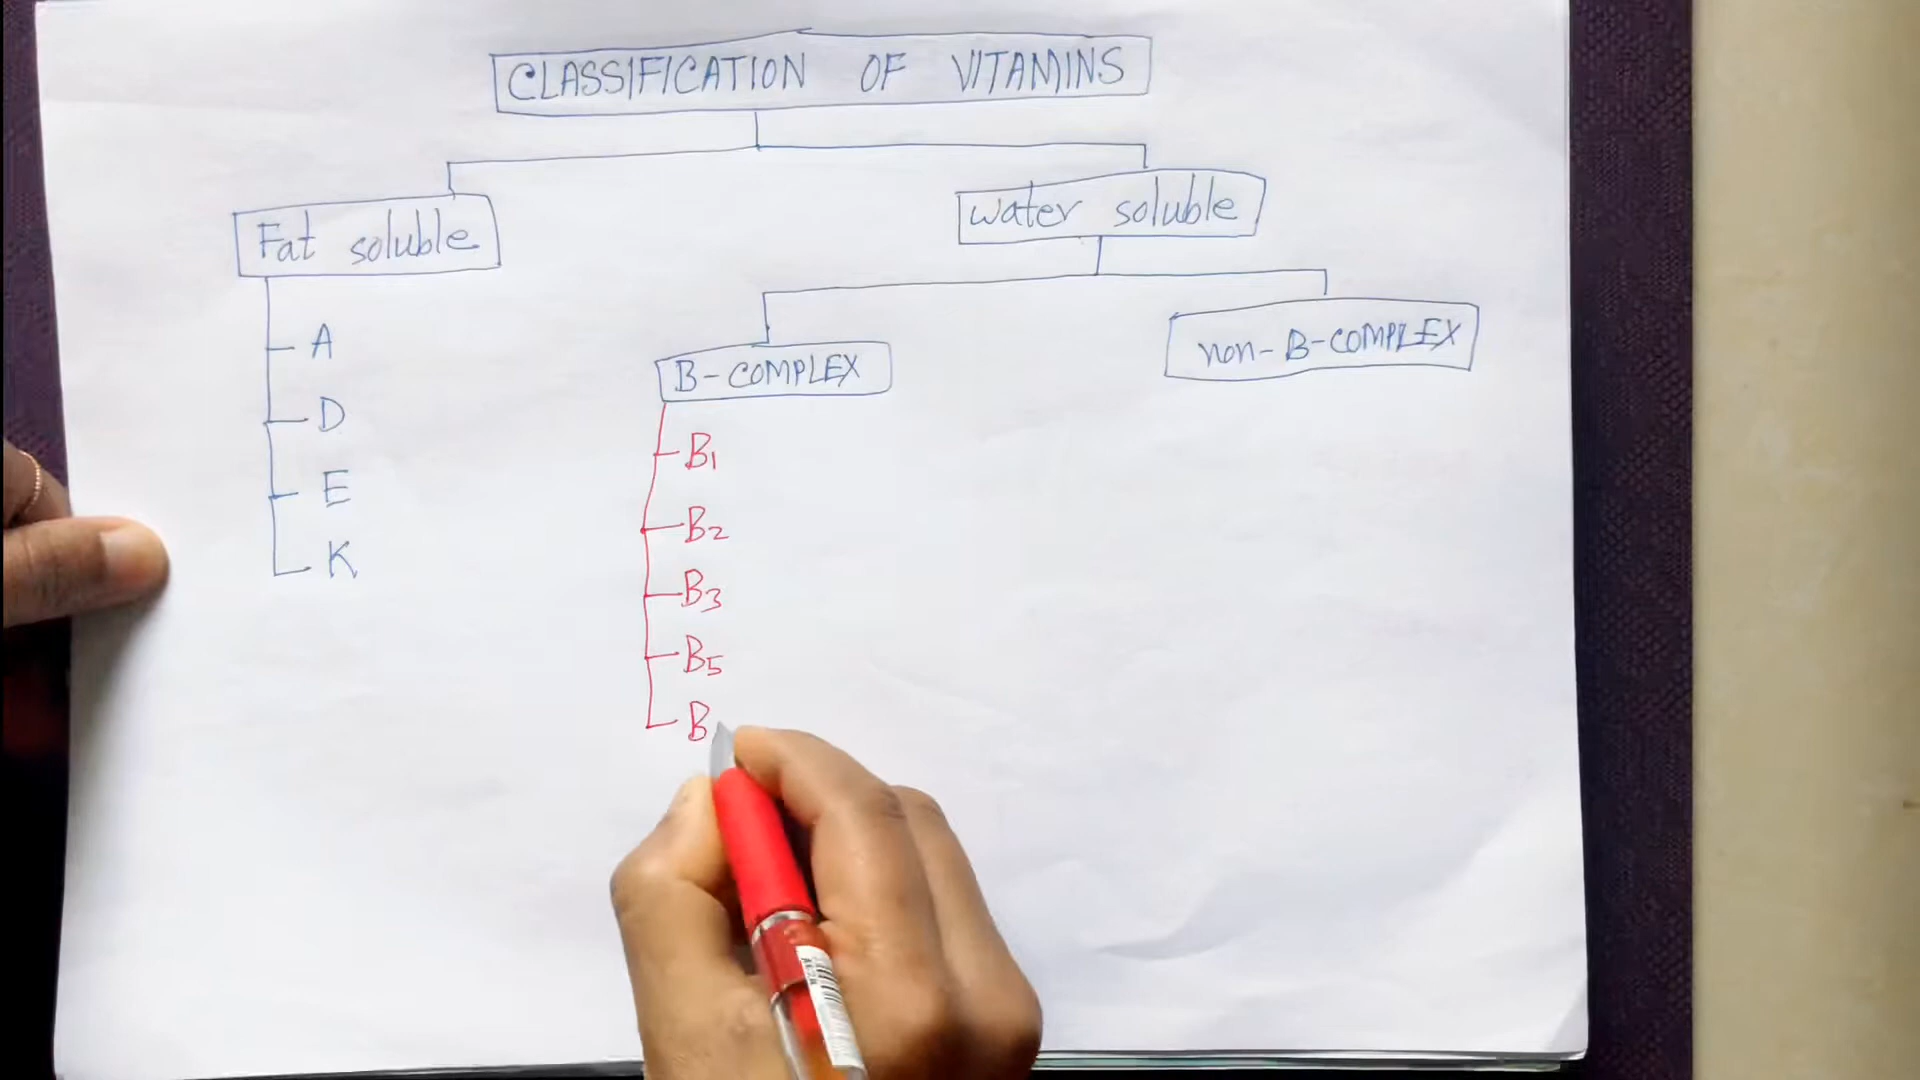 CLASSIFICATION OF VITAMINS
Fat soluble
water soluble
A
D
E
K
B-COMPLEX
non-B-COMPLEX
B1
B2
B3
B5
B